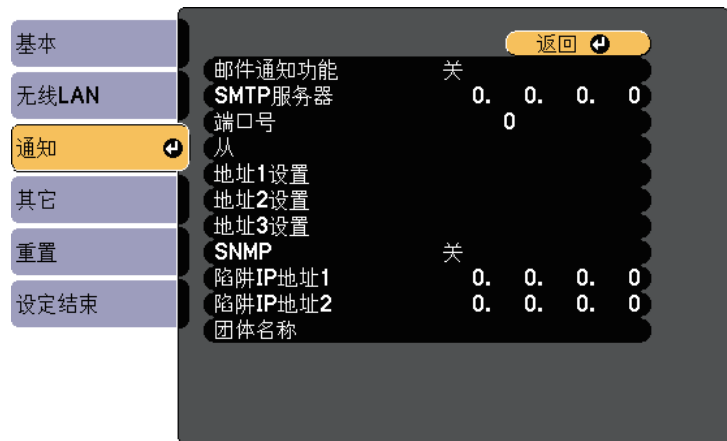 基本
无线LAN
通知
其它
重置
设定结束
返回
邮件通知功能 关
SMTP服务器 0. 0. 0. 0
端口号 0
从
地址1设置
地址2设置
地址3设置
SNMP 关
陷阱IP地址1 0. 0. 0. 0
陷阱IP地址2 0. 0. 0. 0
团体名称